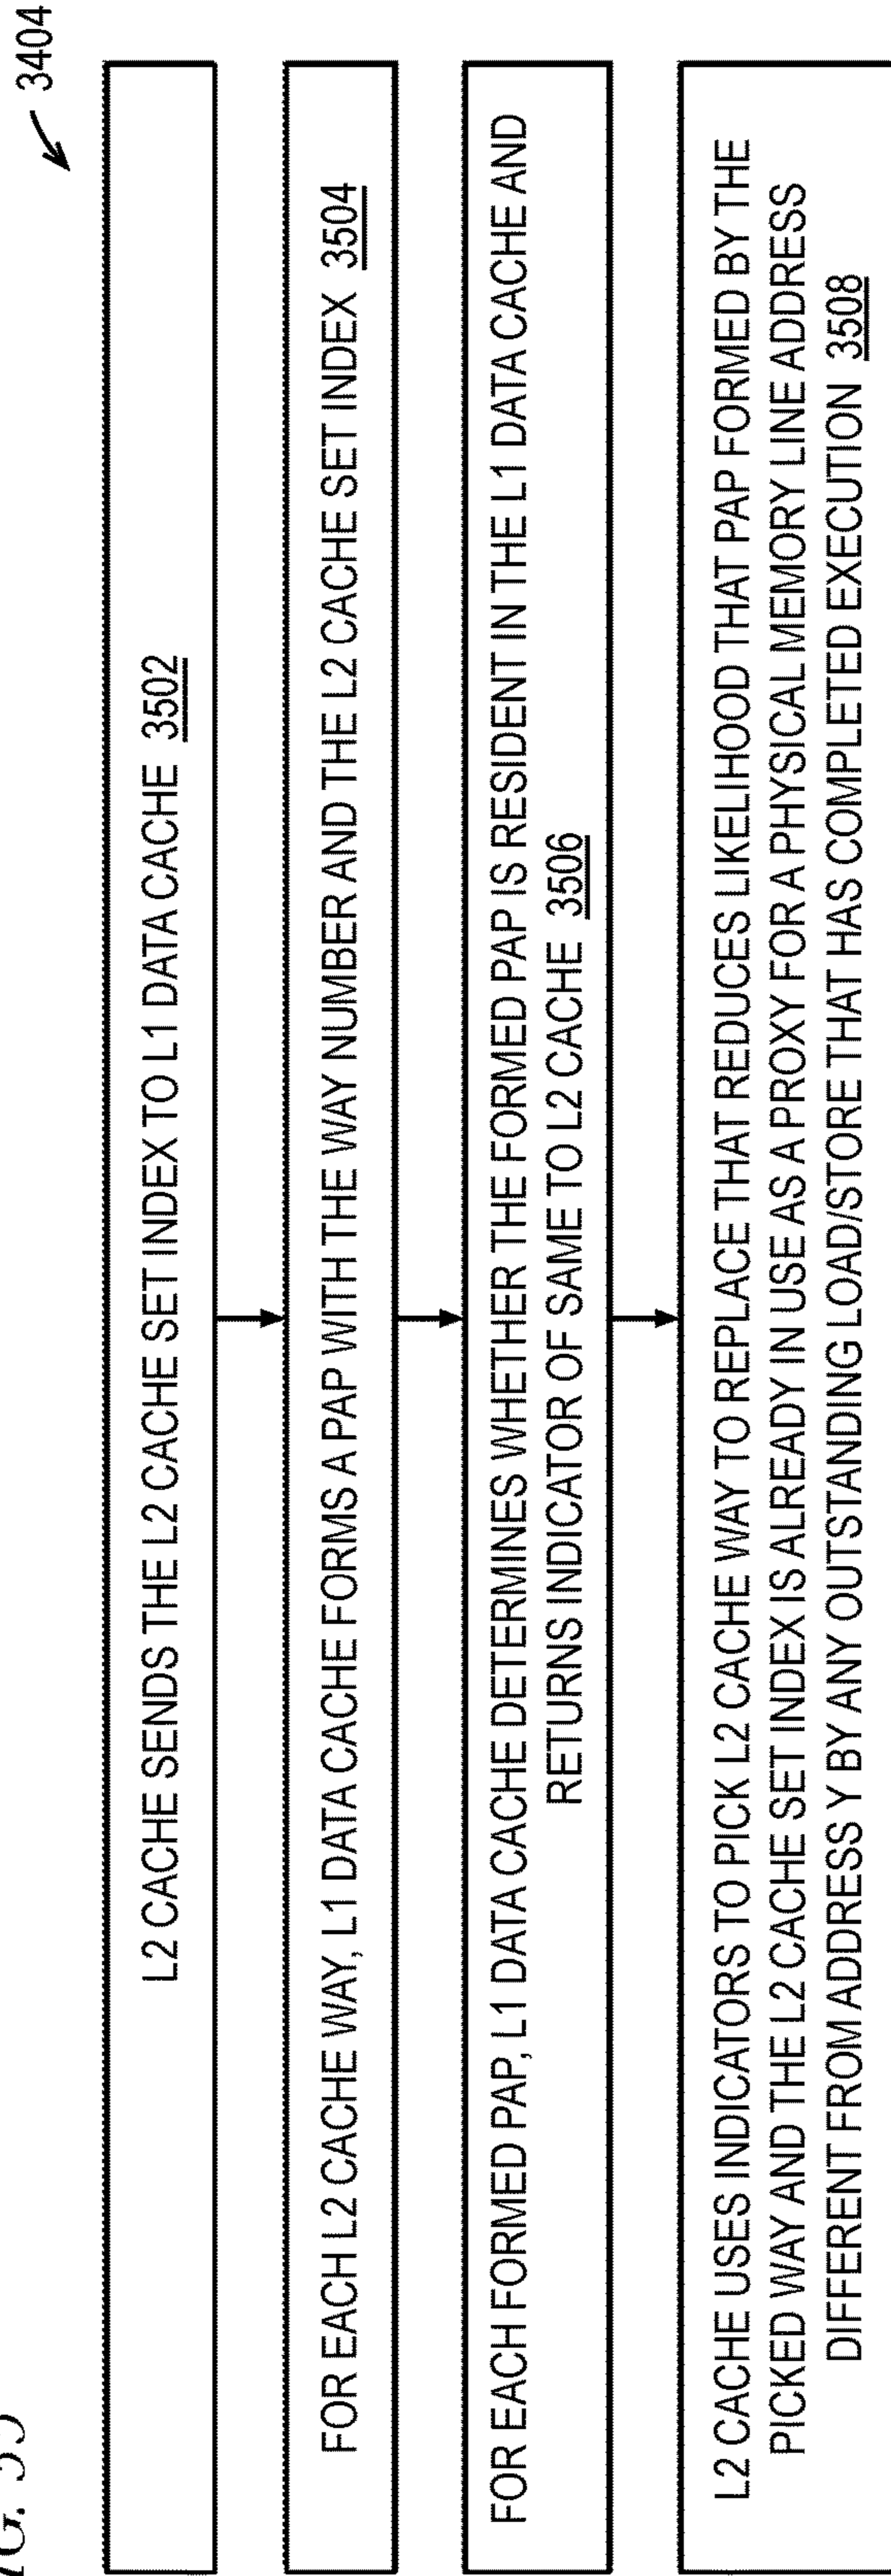 3404
L2 CACHE SENDS THE L2 CACHE SET INDEX TO L1 DATA CACHE 3502
FOR EACH L2 CACHE WAY, L1 DATA CACHE FORMS A PAP WITH THE WAY NUMBER AND THE L2 CACHE SET INDEX 3504
FOR EACH FORMED PAP, L1 DATA CACHE DETERMINES WHETHER THE FORMED PAP IS RESIDENT IN THE L1 DATA CACHE AND
RETURNS INDICATOR OF SAME TO L2 CACHE 3506
L2 CACHE USES INDICATORS TO PICK L2 CACHE WAY TO REPLACE THAT REDUCES LIKELIHOOD THAT PAP FORMED BY THE
PICKED WAY AND THE L2 CACHE SET INDEX IS ALREADY IN USE AS A PROXY FOR A PHYSICAL MEMORY LINE ADDRESS
DIFFERENT FROM ADDRESS Y BY ANY OUTSTANDING LOAD/STORE THAT HAS COMPLETED EXECUTION 3508